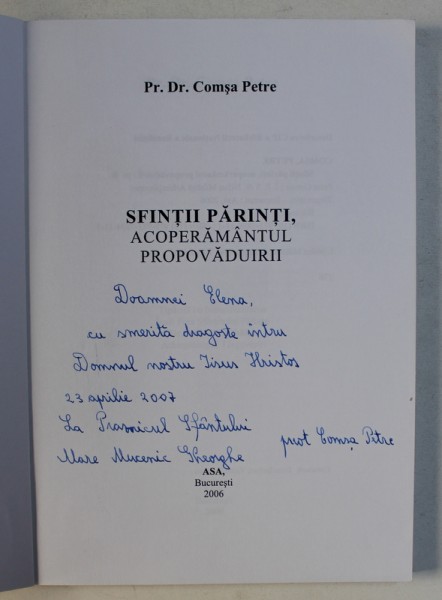 Pr. Dr. Comşa Petre
SFINŢII PĂRINŢI,
ACOPERĂMÂNTUL
PROPOVĂDUIRII
Doamnei Elena,
cu smerită dragoste întru
Domnul nostru Iisus Hristos
23 aprilie 2007
La Praznicul Sfântului
Mare Mucenic Gheorghe
prot Comşa Petre
ASA,
Bucureşti
2006